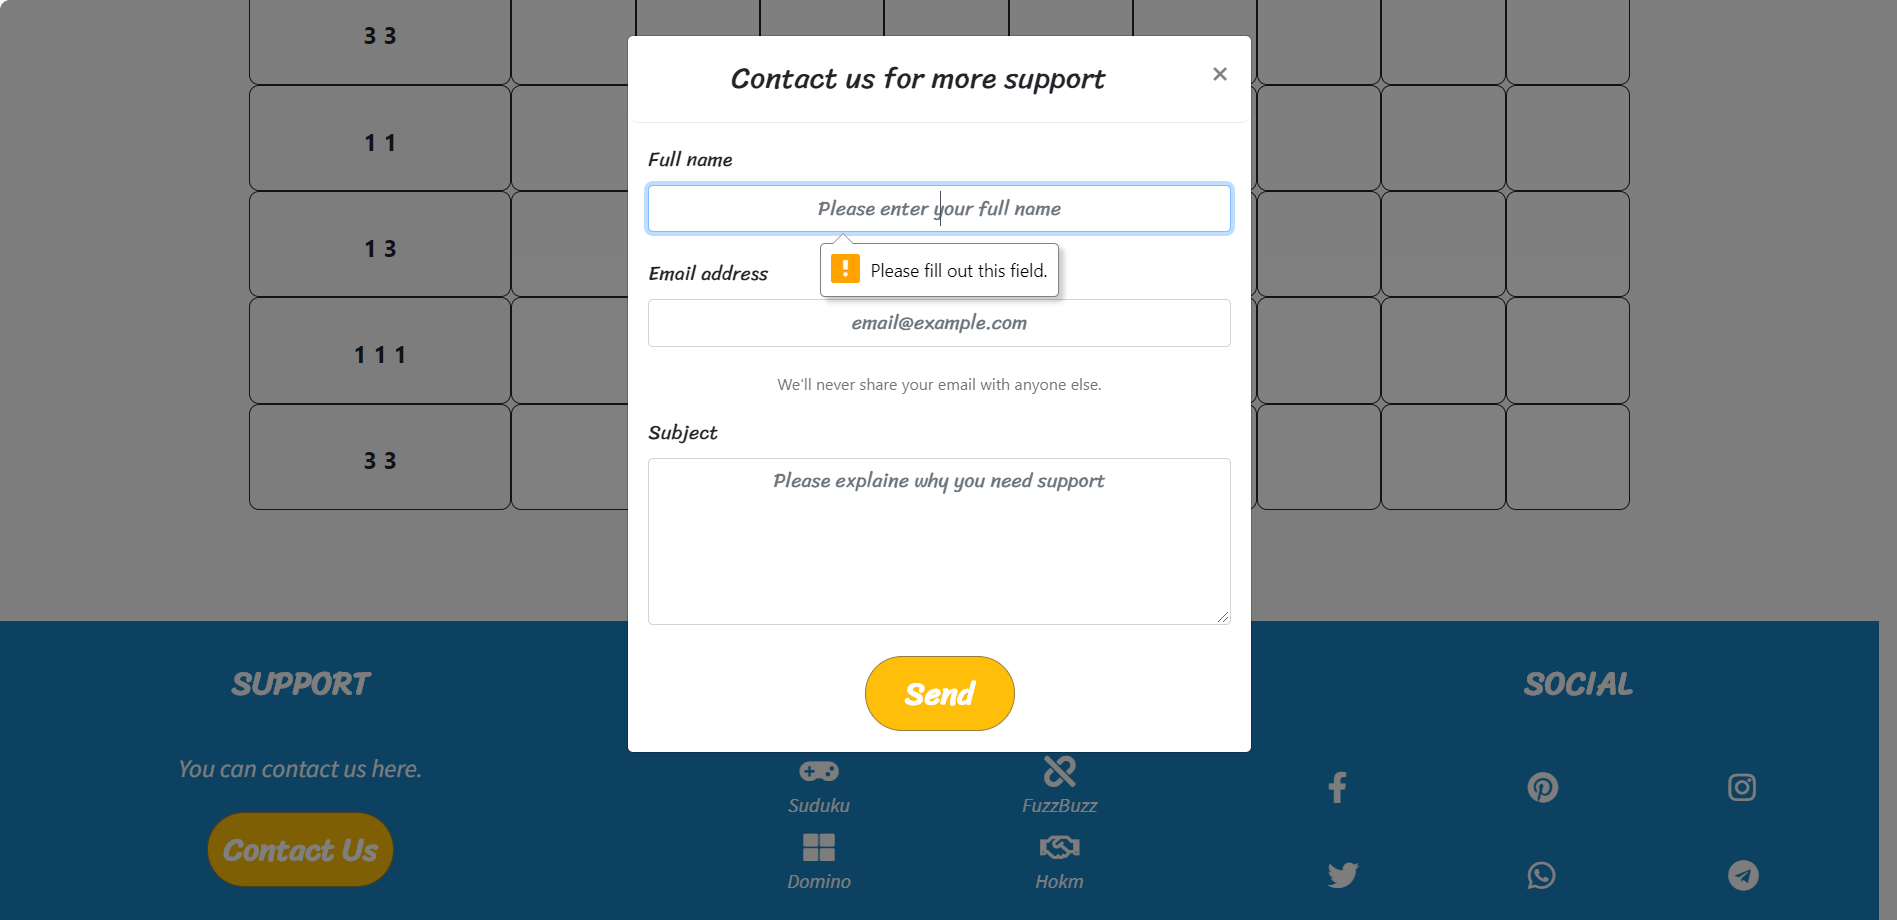 3 3
1 1
1 3
1 1 1
3 3
Contact us for more support
×
Full name
Please enter your full name
Please fill out this field.
Email address
email@example.com
We'll never share your email with anyone else.
Subject
Please explaine why you need support
Send
SUPPORT
You can contact us here.
Contact Us
Suduku
FuzzBuzz
Domino
Hokm
SOCIAL